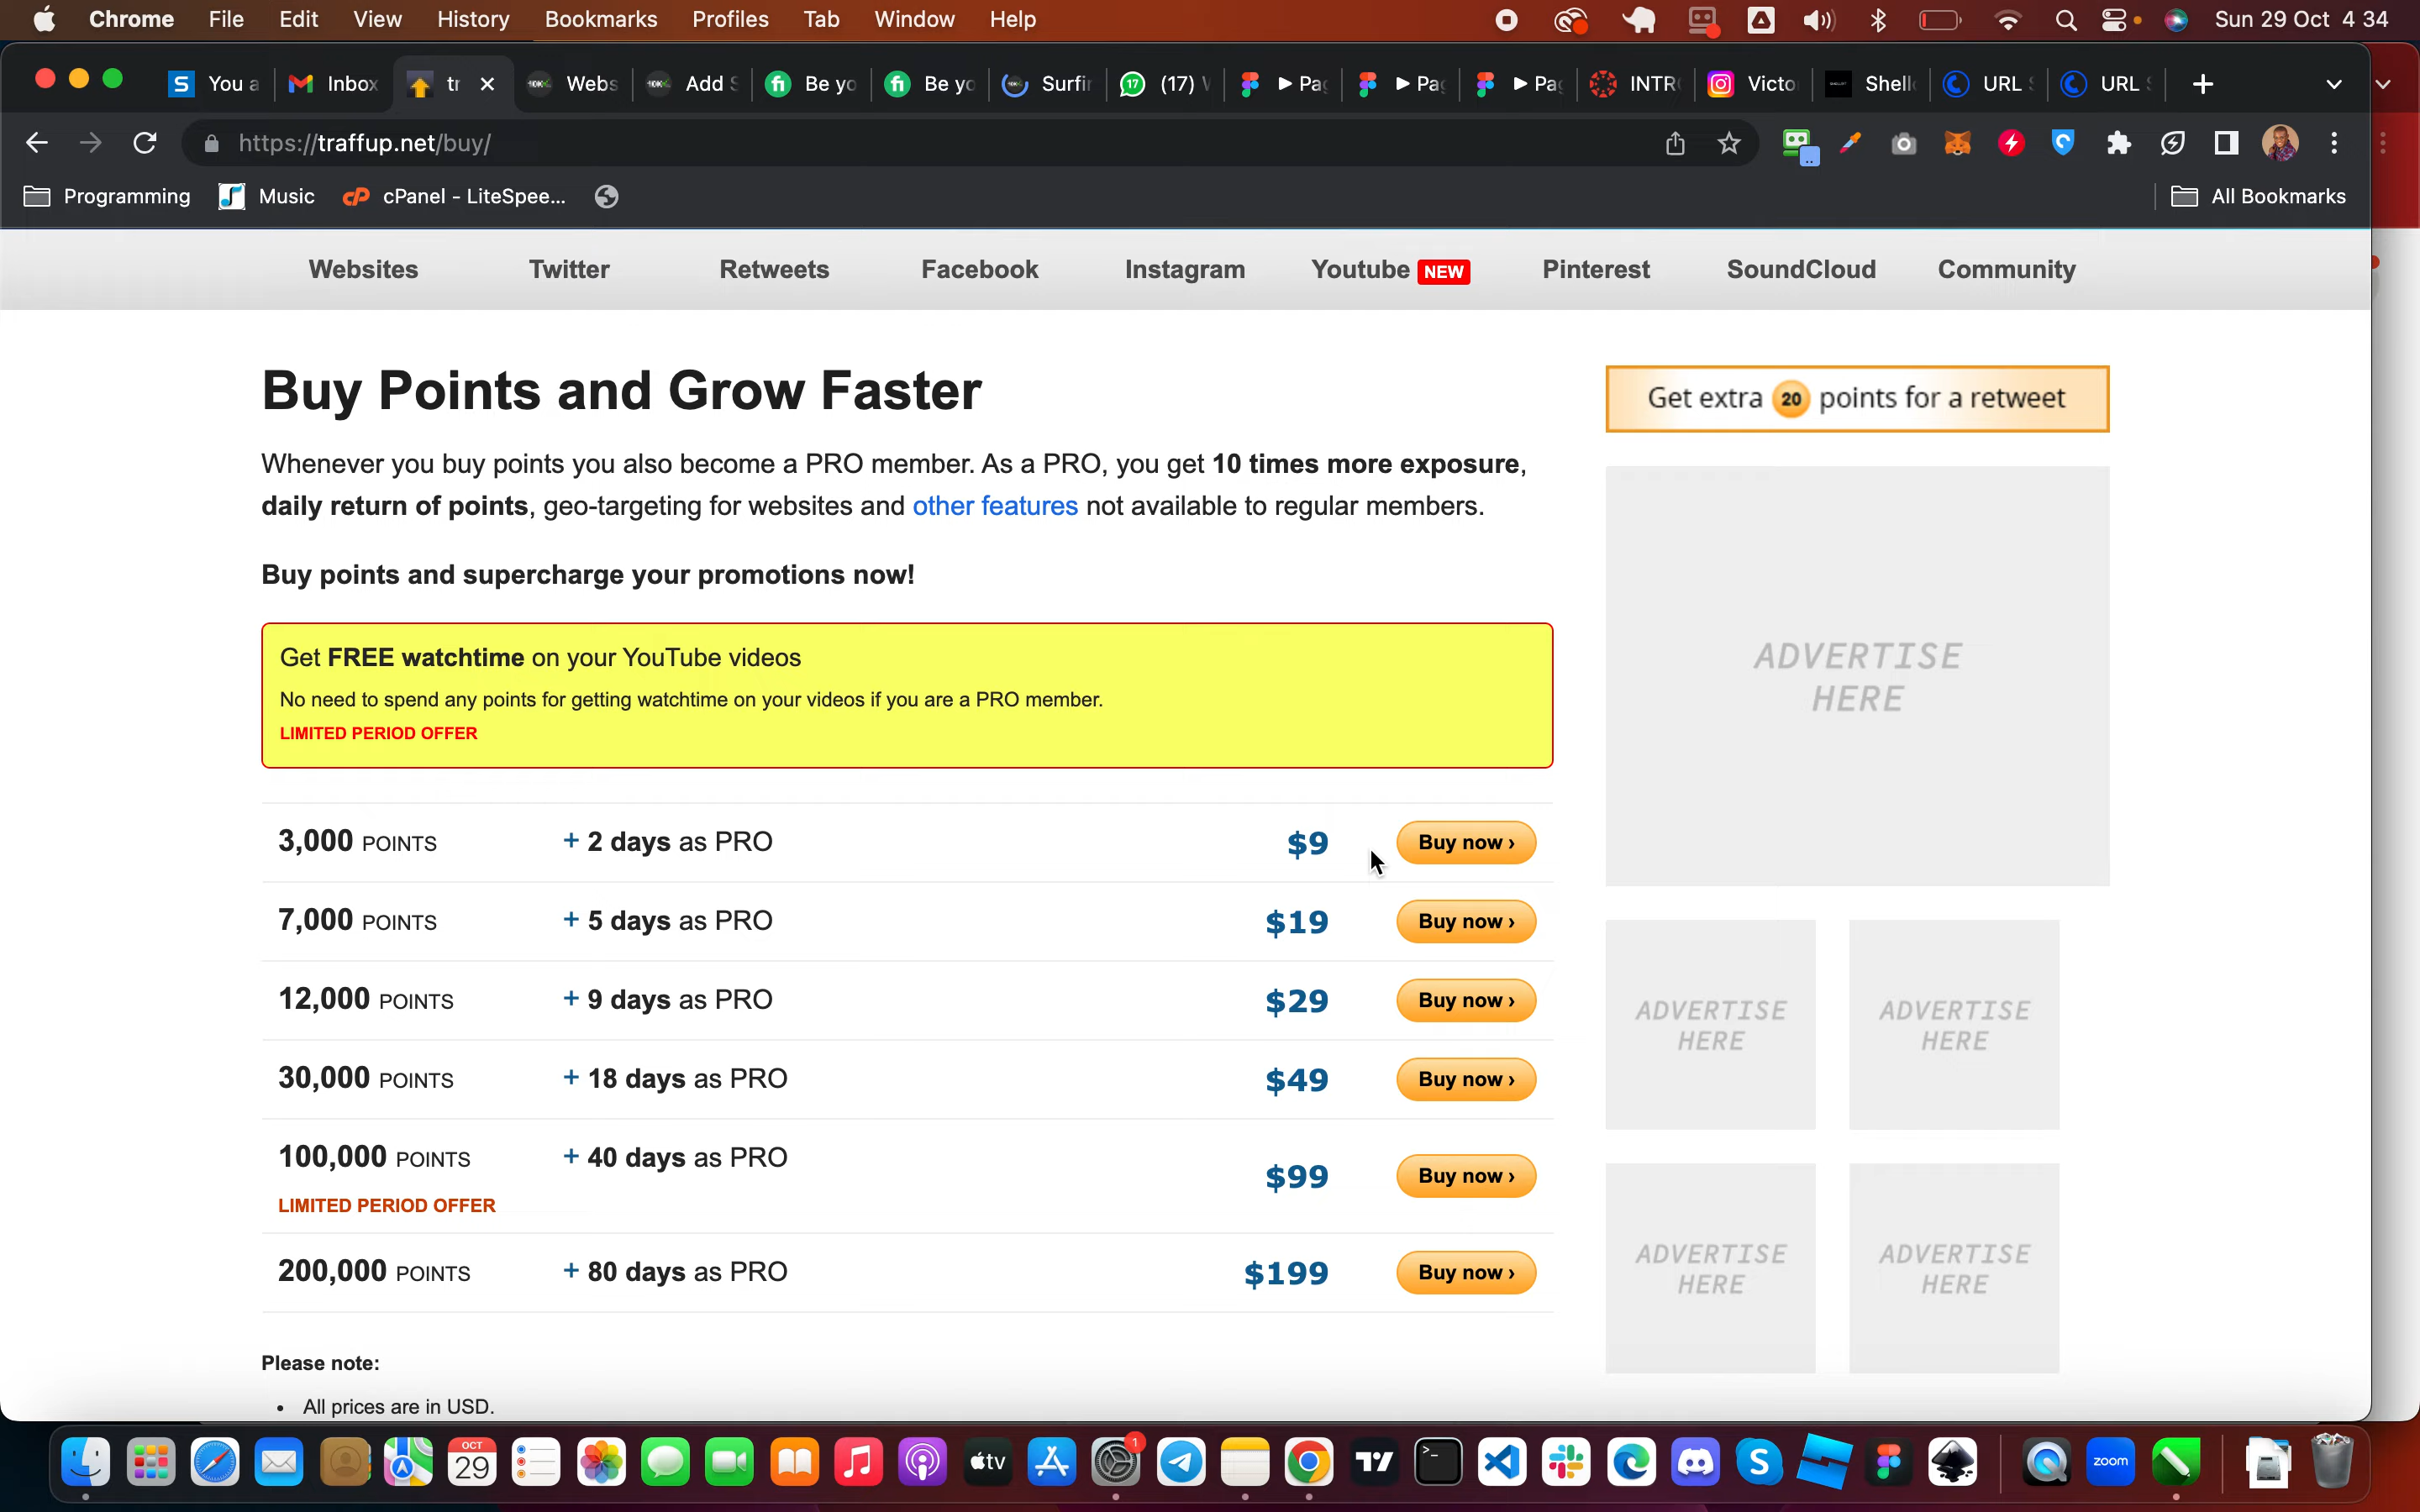 Chrome File Edit View History Bookmarks Profiles Tab Window Help Sun 29 Oct 4 34
You a Inbox tr Webs Add S Be yo Be yo Surfi (17) W Pag Pag Pag INTR Victo Shell URL S URL S
https://traffup.net/buy/
Programming Music cPanel - LiteSpee... All Bookmarks
Websites Twitter Retweets Facebook Instagram Youtube NEW Pinterest SoundCloud Community
Buy Points and Grow Faster
Whenever you buy points you also become a PRO member. As a PRO, you get 10 times more exposure,
daily return of points, geo-targeting for websites and other features not available to regular members.
Buy points and supercharge your promotions now!
Get FREE watchtime on your YouTube videos
No need to spend any points for getting watchtime on your videos if you are a PRO member.
LIMITED PERIOD OFFER
3,000 POINTS + 2 days as PRO $9 Buy now ›
7,000 POINTS + 5 days as PRO $19 Buy now ›
12,000 POINTS + 9 days as PRO $29 Buy now ›
30,000 POINTS + 18 days as PRO $49 Buy now ›
100,000 POINTS + 40 days as PRO $99 Buy now ›
LIMITED PERIOD OFFER
200,000 POINTS + 80 days as PRO $199 Buy now ›
Please note:
• All prices are in USD.
Get extra 20 points for a retweet
ADVERTISE
HERE
ADVERTISE
HERE
ADVERTISE
HERE
ADVERTISE
HERE
ADVERTISE
HERE
OCT
29
1
tv
zoom